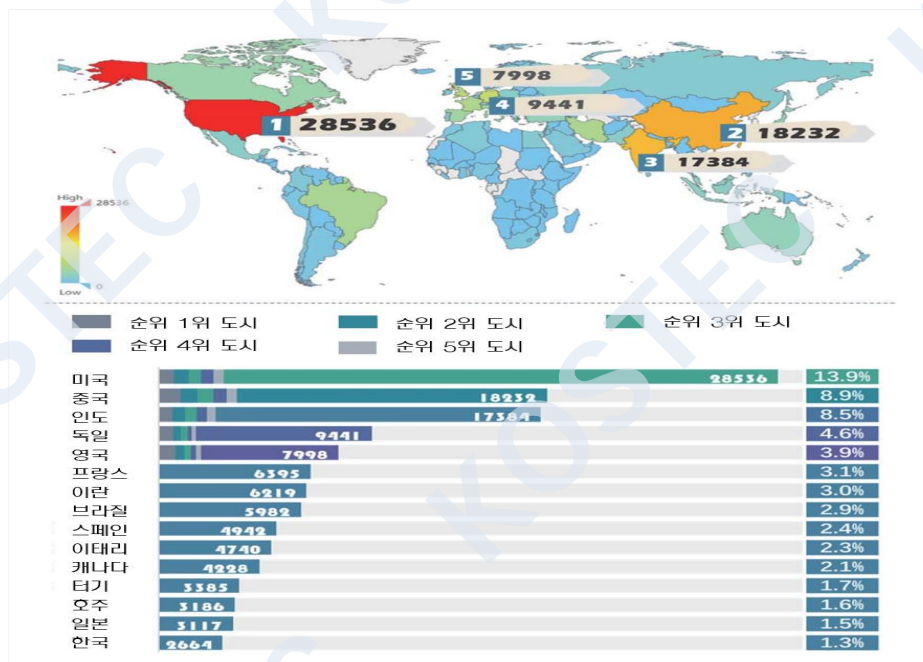 5 7998
4 9441
1 28536
2 18232
3 17384
High
28536
0
Low
순위 1위 도시 순위 2위 도시 순위 3위 도시
순위 4위 도시 순위 5위 도시
미국 28536 13.9%
중국 18232 8.9%
인도 17384 8.5%
독일 9441 4.6%
영국 7998 3.9%
프랑스 6395 3.1%
이란 6219 3.0%
브라질 5982 2.9%
스페인 4942 2.4%
이태리 4740 2.3%
캐나다 4228 2.1%
터기 3385 1.7%
호주 3186 1.6%
일본 3117 1.5%
한국 2664 1.3%
KOSTEC
KOSTEC
KOSTEC